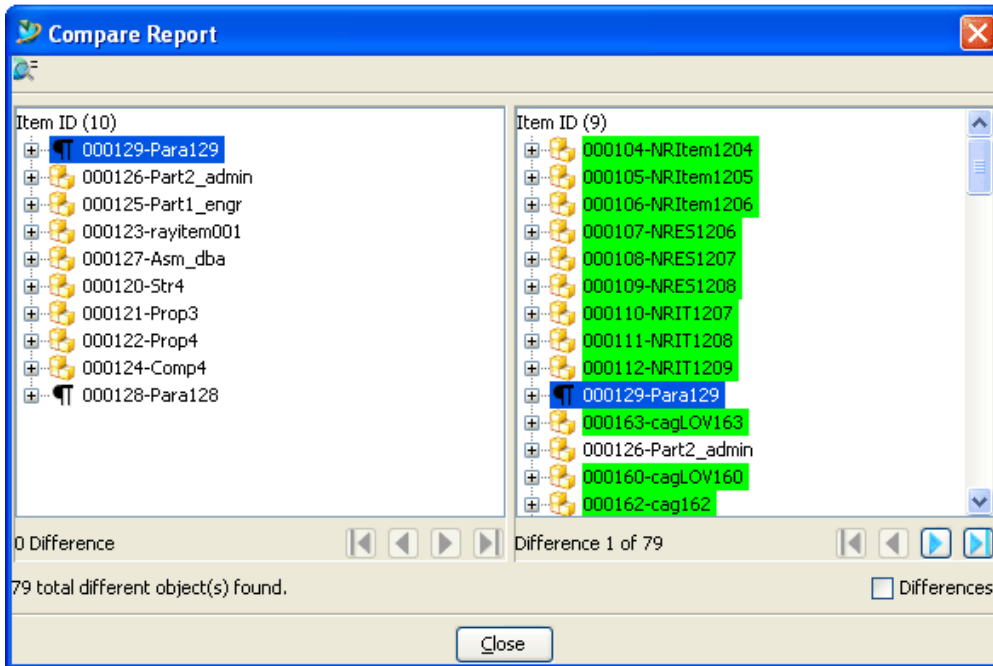 Compare Report
Item ID (10)
000129-Para129
000126-Part2_admin
000125-Part1_engr
000123-rayitem001
000127-Asm_dba
000120-Str4
000121-Prop3
000122-Prop4
000124-Comp4
000128-Para128
0 Difference
Item ID (9)
000104-NRItem1204
000105-NRItem1205
000106-NRItem1206
000107-NRES1206
000108-NRES1207
000109-NRES1208
000110-NRIT1207
000111-NRIT1208
000112-NRIT1209
000129-Para129
000163-cagLOV163
000126-Part2_admin
000160-cagLOV160
000162-cag162
Difference 1 of 79
79 total different object(s) found.
Differences
Close